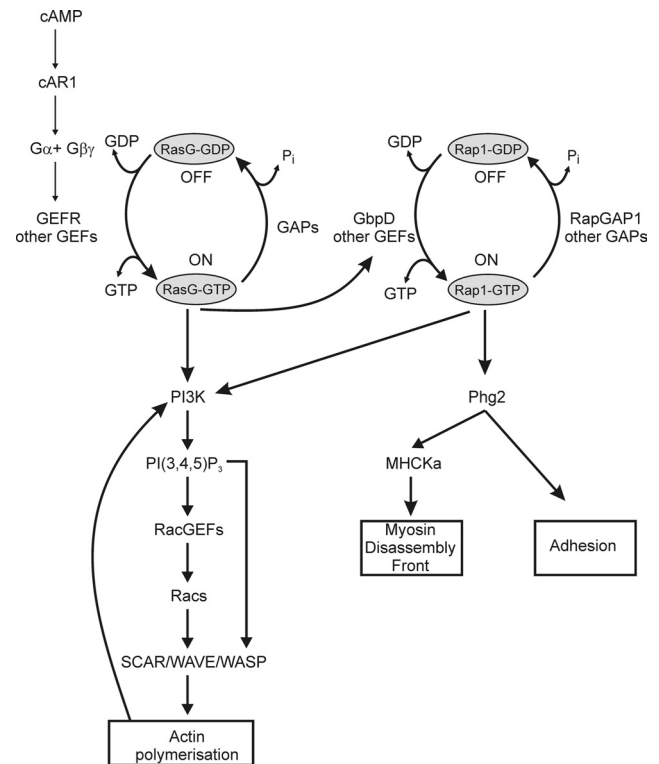 cAMP
cAR1
Gα+ Gβγ
GEFR
other GEFs
GDP
RasG-GDP
OFF
Pi
GAPs
ON
GTP
RasG-GTP
GDP
Rap1-GDP
OFF
Pi
GbpD
other GEFs
RapGAP1
other GAPs
ON
GTP
Rap1-GTP
PI3K
Phg2
PI(3,4,5)P3
MHCKa
RacGEFs
Myosin
Disassembly
Front
Adhesion
Racs
SCAR/WAVE/WASP
Actin
polymerisation